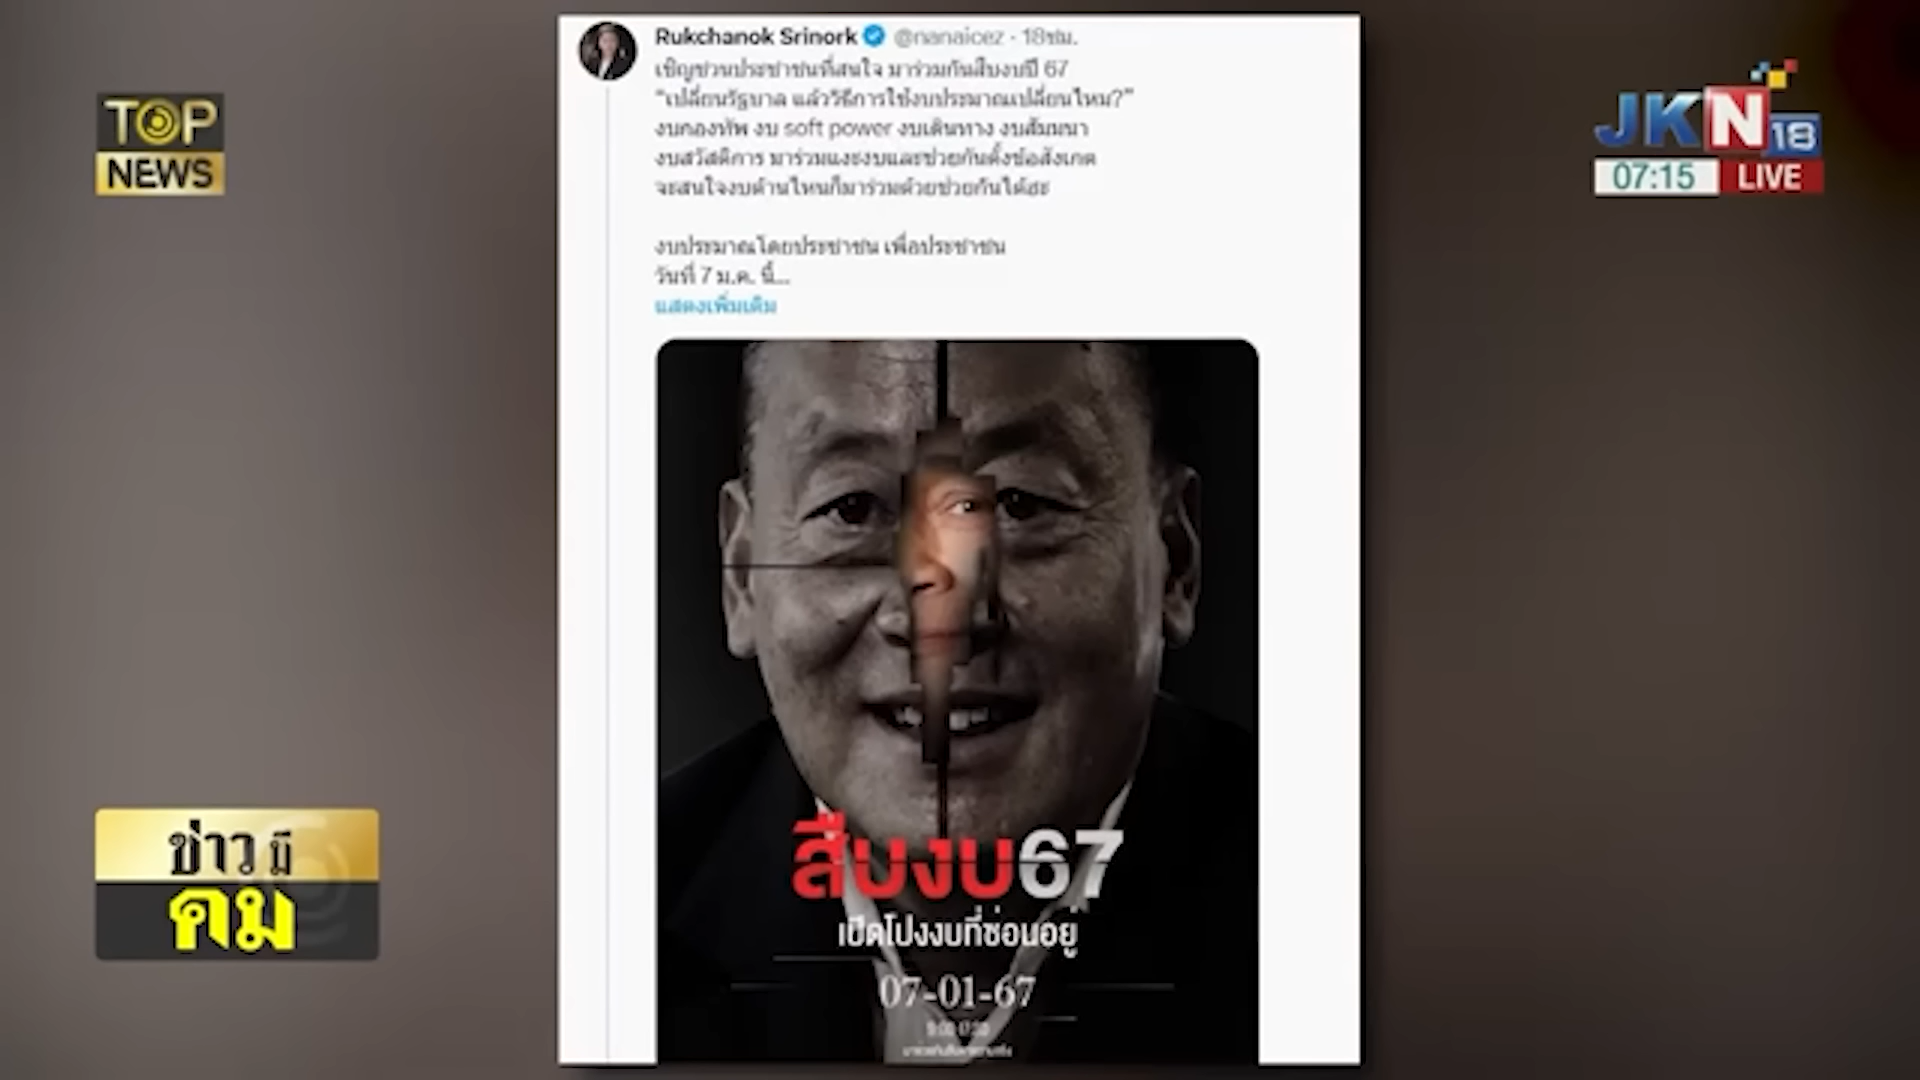 TOP
NEWS
JKN18
07:15 LIVE
Rukchanok Srinork @nanaicez · 18ชม.
เชิญชวนประชาชนที่สนใจ มาร่วมกันสืบงบปี 67
“เปลี่ยนรัฐบาล แล้ววิธีการใช้งบประมาณเปลี่ยนไหม?”
งบกองทัพ งบ soft power งบเดินทาง งบสัมมนา
งบสวัสดิการ มาร่วมแงะงบและช่วยกันตั้งข้อสังเกต
จะสนใจงบด้านไหนก็มาร่วมด้วยช่วยกันได้ฮะ
งบประมาณโดยประชาชน เพื่อประชาชน
วันที่ 7 ม.ค. นี้...
แสดงเพิ่มเติม
สืบงบ67
เปิดโปงงบที่ซ่อนอยู่
07-01-67
ข่าวมี
คม